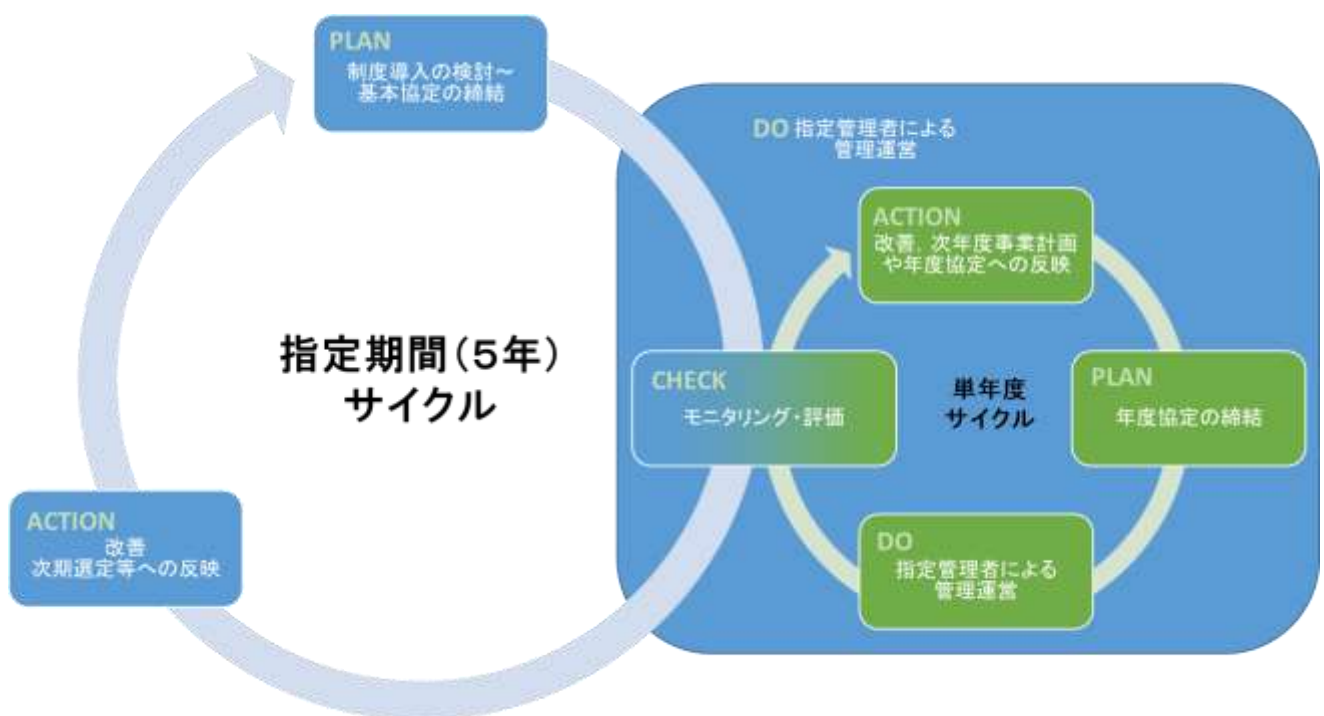 PLAN
制度導入の検討～
基本協定の締結
DO 指定管理者による
管理運営
ACTION
改善，次年度事業計画
や年度協定への反映
指定期間（5年）
サイクル
CHECK
モニタリング・評価
単年度
サイクル
PLAN
年度協定の締結
ACTION
改善
次期選定等への反映
DO
指定管理者による
管理運営